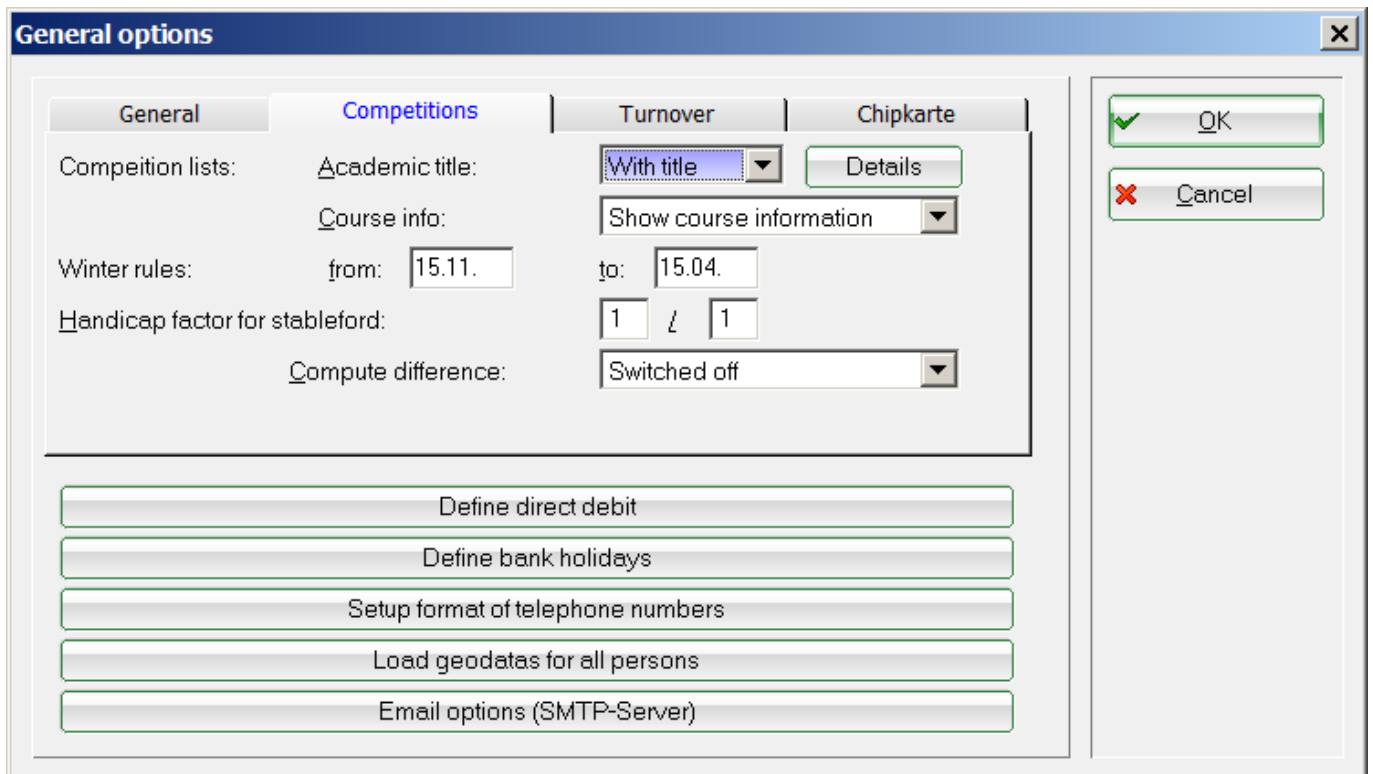 General options
General Competitions Turnover Chipkarte
OK
Compeition lists: Academic title: With title Details
Cancel
Course info: Show course information
Winter rules: from: 15.11. to: 15.04.
Handicap factor for stableford: 1 / 1
Compute difference: Switched off
Define direct debit
Define bank holidays
Setup format of telephone numbers
Load geodatas for all persons
Email options (SMTP-Server)